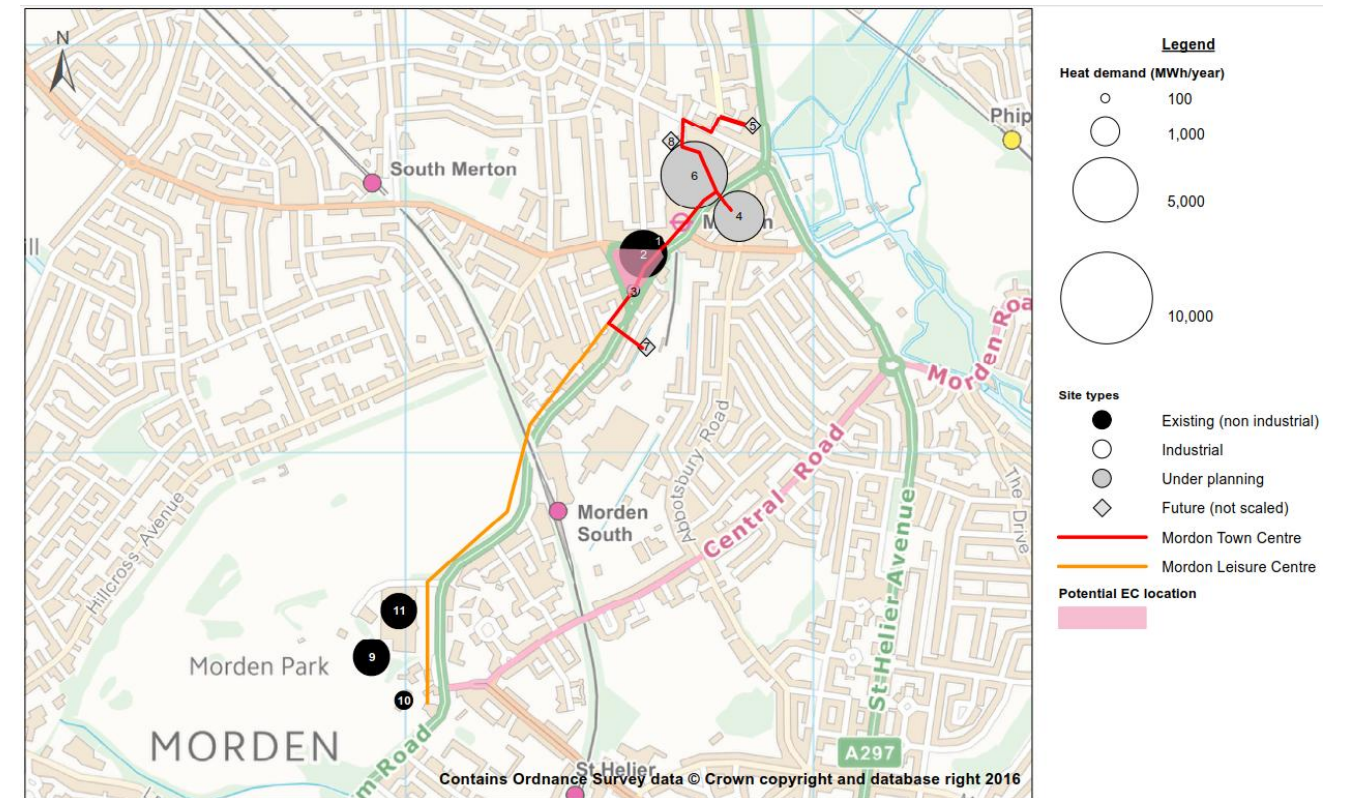 N
South Merton
Phip
ill
5
8
6
4
M n
1
2
3
7
Morden Roa
Abbotsbury Road
Central Road
Morden
South
The Drive
Hillcross Avenue
St Helier Avenue
11
9
10
Morden Park
MORDEN
m Road
A297
St Helier
Contains Ordnance Survey data © Crown copyright and database right 2016
Legend
Heat demand (MWh/year)
100
1,000
5,000
10,000
Site types
Existing (non industrial)
Industrial
Under planning
Future (not scaled)
Mordon Town Centre
Mordon Leisure Centre
Potential EC location